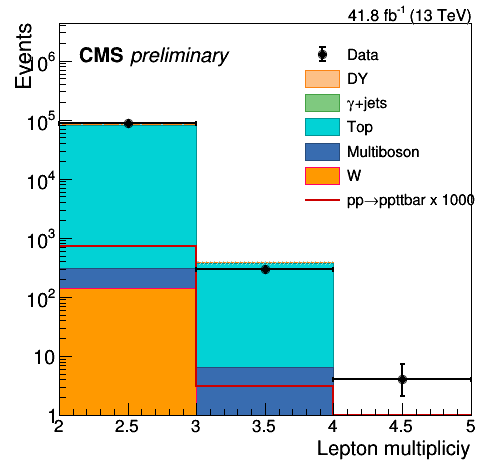 41.8 fb⁻¹ (13 TeV)
Events
CMS preliminary
Data
DY
γ+jets
Top
Multiboson
W
pp→ppttbar x 1000
10⁶
10⁵
10⁴
10³
10²
10
1
2 2.5 3 3.5 4 4.5 5
Lepton multipliciy